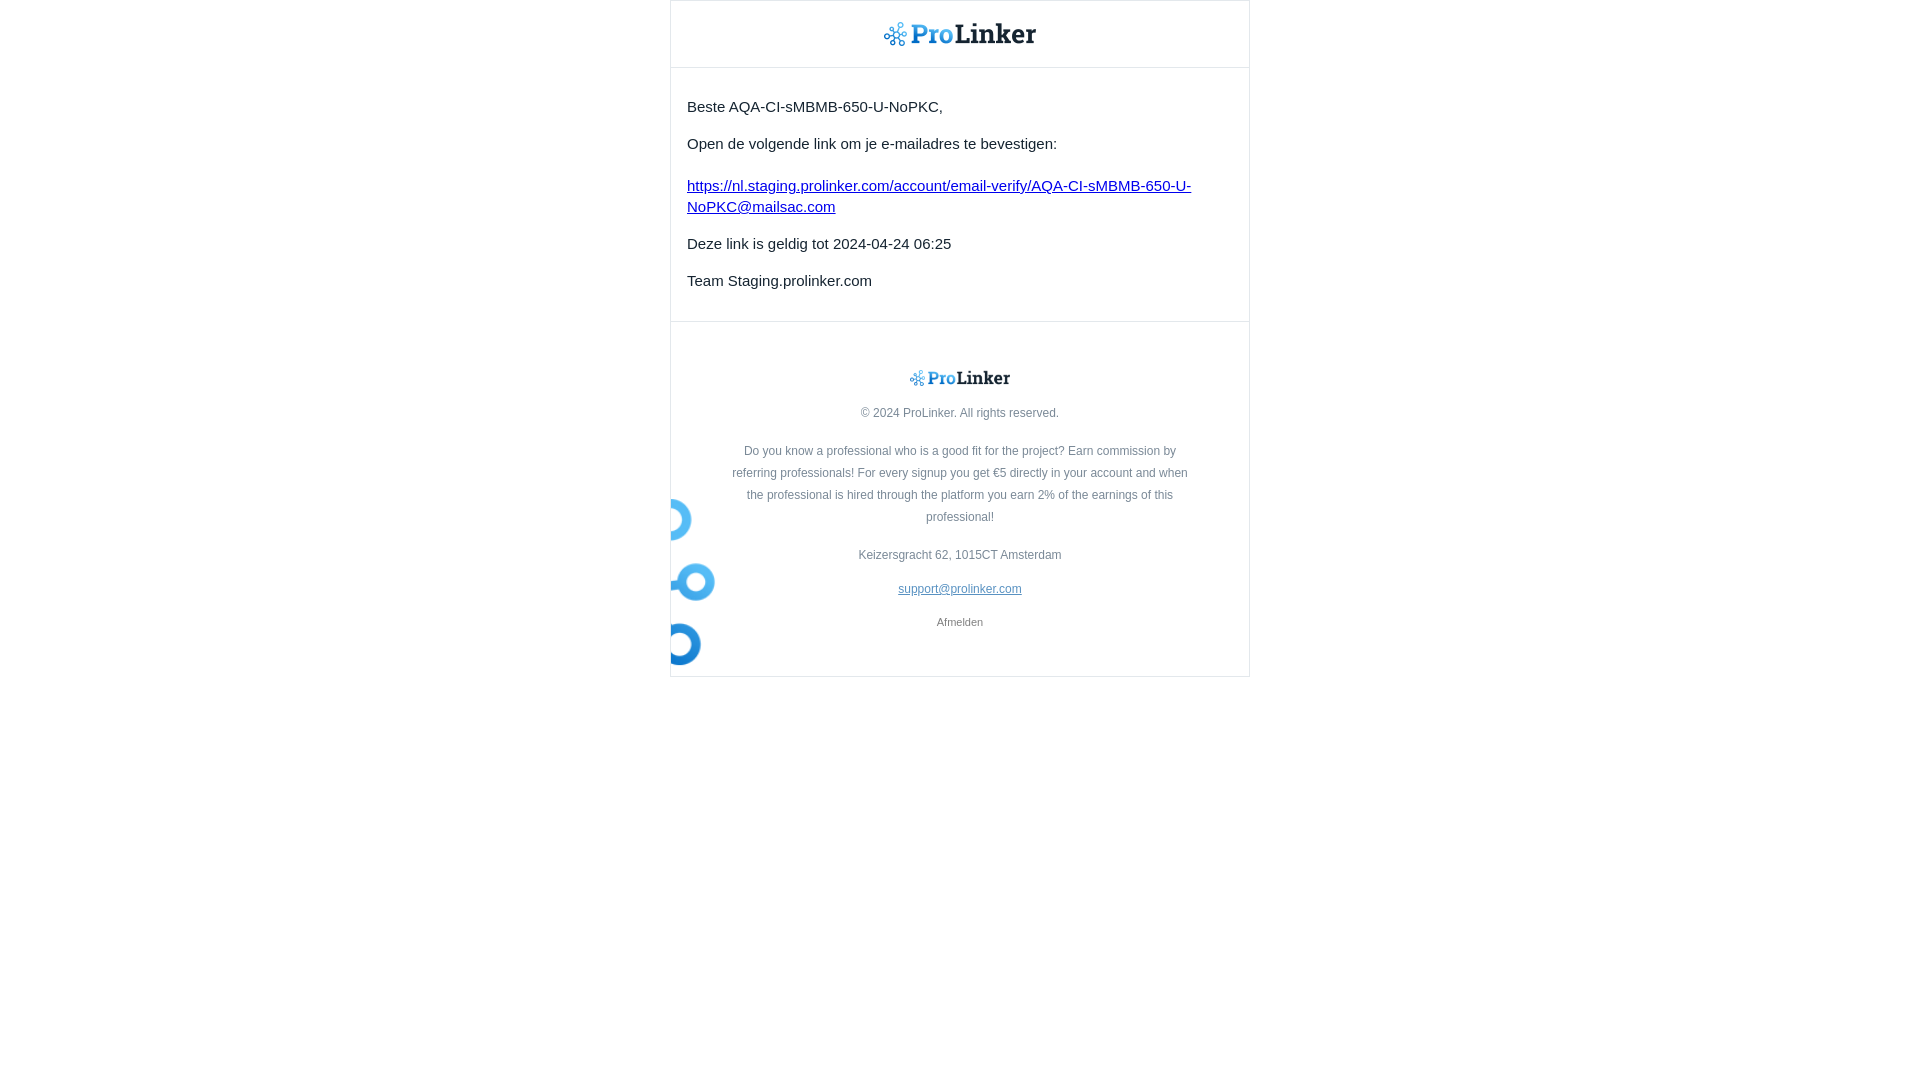 ProLinker
Beste AQA-CI-sMBMB-650-U-NoPKC,
Open de volgende link om je e-mailadres te bevestigen:
https://nl.staging.prolinker.com/account/email-verify/AQA-CI-sMBMB-650-U-
NoPKC@mailsac.com
Deze link is geldig tot 2024-04-24 06:25
Team Staging.prolinker.com
ProLinker
© 2024 ProLinker. All rights reserved.
Do you know a professional who is a good fit for the project? Earn commission by
referring professionals! For every signup you get €5 directly in your account and when
the professional is hired through the platform you earn 2% of the earnings of this
professional!
Keizersgracht 62, 1015CT Amsterdam
support@prolinker.com
Afmelden